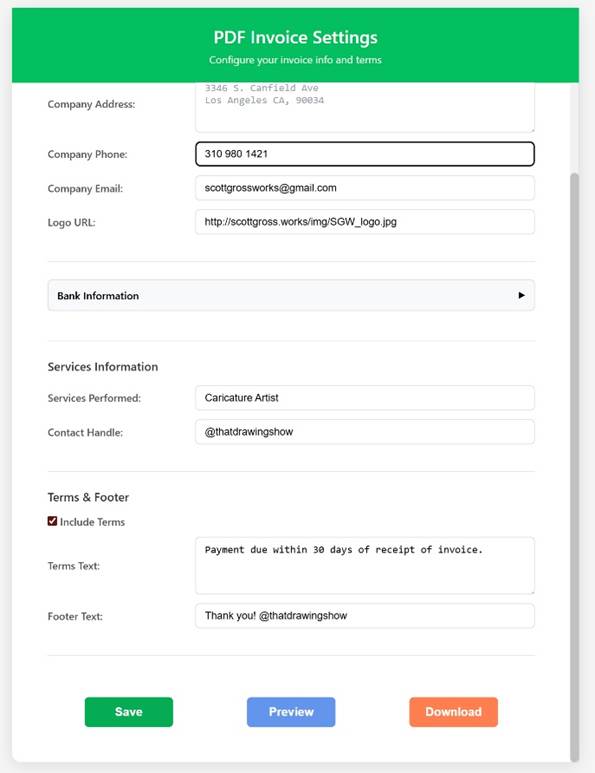 PDF Invoice Settings
Configure your invoice info and terms
Company Address:
3346 S. Canfield Ave
Los Angeles CA, 90034
Company Phone:
310 980 1421
Company Email:
scottgrossworks@gmail.com
Logo URL:
http://scottgross.works/img/SGW_logo.jpg
Bank Information
Services Information
Services Performed:
Caricature Artist
Contact Handle:
@thatdrawingshow
Terms & Footer
Include Terms
Terms Text:
Payment due within 30 days of receipt of invoice.
Footer Text:
Thank you! @thatdrawingshow
Save
Preview
Download